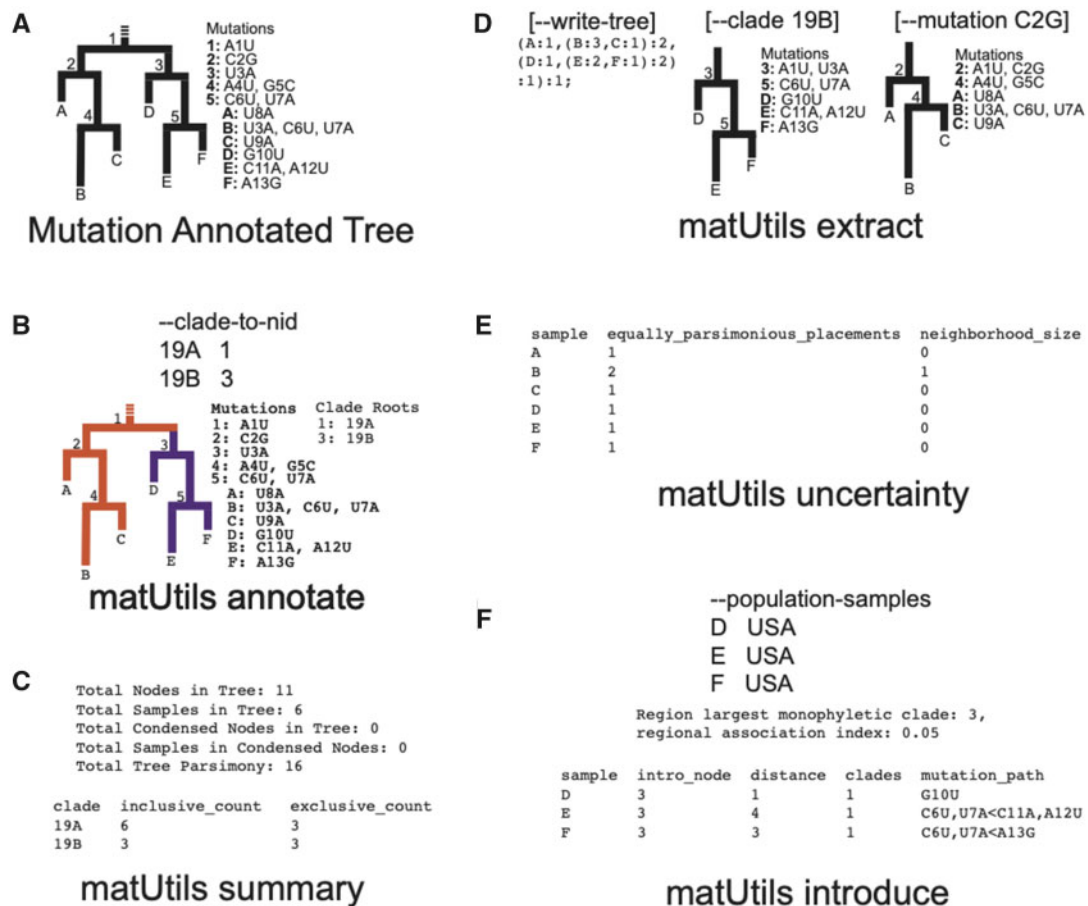 A
1
2
3
4
5
A
B
C
D
E
F
Mutations
1: A1U
2: C2G
3: U3A
4: A4U, G5C
5: C6U, U7A
A: U8A
B: U3A, C6U, U7A
C: U9A
D: G10U
E: C11A, A12U
F: A13G
Mutation Annotated Tree
B
--clade-to-nid
19A 1
19B 3
1
2
3
4
5
A
B
C
D
E
F
Mutations Clade Roots
1: A1U 1: 19A
2: C2G 3: 19B
3: U3A
4: A4U, G5C
5: C6U, U7A
A: U8A
B: U3A, C6U, U7A
C: U9A
D: G10U
E: C11A, A12U
F: A13G
matUtils annotate
C
Total Nodes in Tree: 11
Total Samples in Tree: 6
Total Condensed Nodes in Tree: 0
Total Samples in Condensed Nodes: 0
Total Tree Parsimony: 16
clade inclusive_count exclusive_count
19A 6 3
19B 3 3
matUtils summary
D
[--write-tree]
(A:1,(B:3,C:1):2,
(D:1,(E:2,F:1):2)
:1):1;
[--clade 19B]
3
5
D
E
F
Mutations
3: A1U, U3A
5: C6U, U7A
D: G10U
E: C11A, A12U
F: A13G
[--mutation C2G]
2
4
A
B
C
Mutations
2: A1U, C2G
4: A4U, G5C
A: U8A
B: U3A, C6U, U7A
C: U9A
matUtils extract
E
sample equally_parsimonious_placements neighborhood_size
A 1 0
B 2 1
C 1 0
D 1 0
E 1 0
F 1 0
matUtils uncertainty
F
--population-samples
D USA
E USA
F USA
Region largest monophyletic clade: 3,
regional association index: 0.05
sample intro_node distance clades mutation_path
D 3 1 1 G10U
E 3 4 1 C6U,U7A<C11A,A12U
F 3 3 1 C6U,U7A<A13G
matUtils introduce